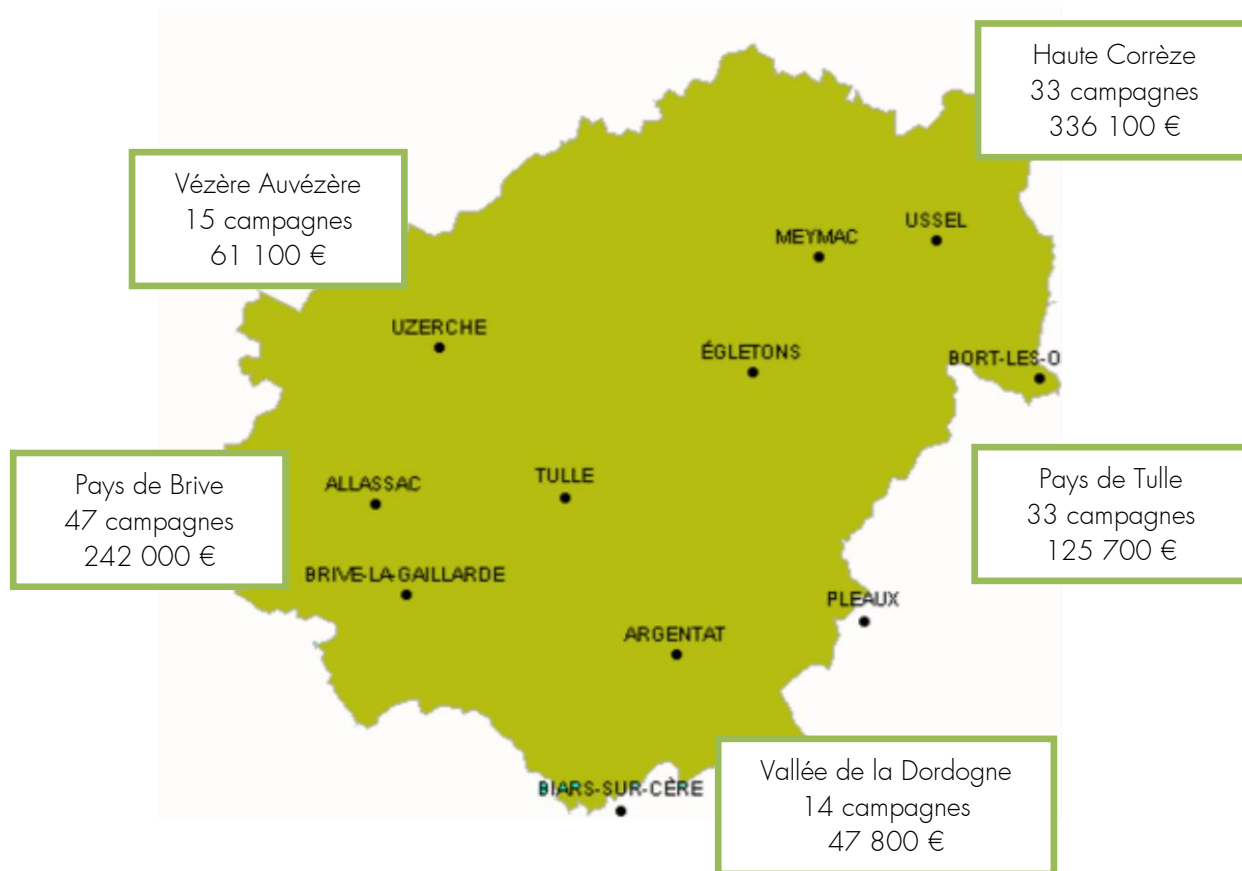 Haute Corrèze
33 campagnes
336 100 €
Vézère Auvézère
15 campagnes
61 100 €
USSEL
MEYMAC
UZERCHE
ÉGLETONS
BORT-LES-O
Pays de Brive
47 campagnes
242 000 €
ALLASSAC
TULLE
Pays de Tulle
33 campagnes
125 700 €
BRIVE-LA-GAILLARDE
PLEAUX
ARGENTAT
Vallée de la Dordogne
14 campagnes
47 800 €
BIARS-SUR-CÈRE